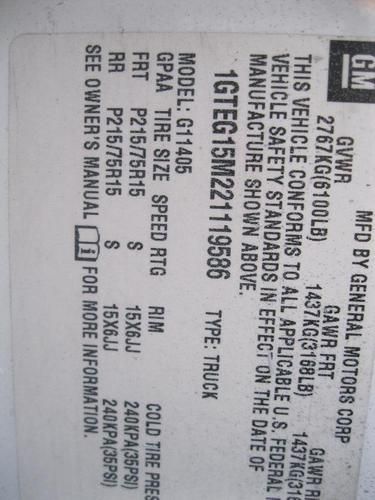 GM MFD BY GENERAL MOTORS CORP
GVWR GAWR FRT GAWR
2767KG(6100LB) 1437KG(3168LB)
THIS VEHICLE CONFORMS TO ALL APPLICABLE U.S. FEDERAL
VEHICLE SAFETY STANDARDS IN EFFECT ON THE DATE OF
MANUFACTURE SHOWN ABOVE.
1GTEG15M221119586 TYPE: TRUCK
MODEL: G11405
GPAA TIRE SIZE SPEED RTG RIM COLD TIRE PRES
FRT P215/75R15 S 15X6JJ 240KPA(35PSI)
RR P215/75R15 S 15X6JJ 240KPA(35PSI)
SEE OWNER'S MANUAL i FOR MORE INFORMATION.